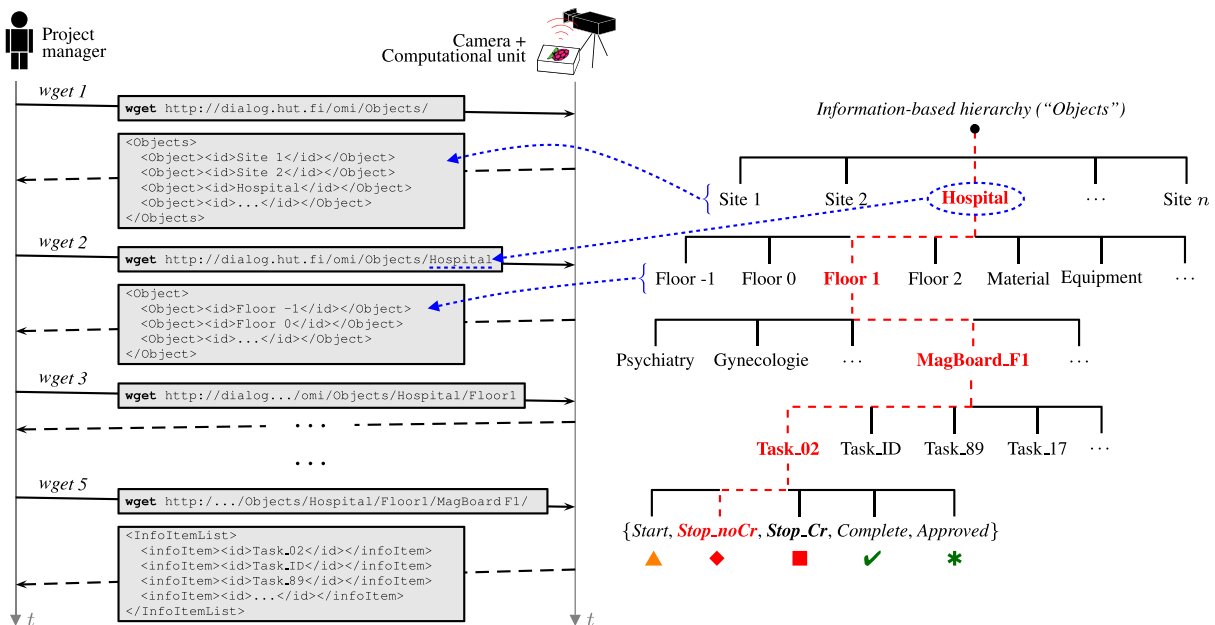 Project
manager
Camera +
Computational unit
wget 1
wget http://dialog.hut.fi/omi/Objects/
<Objects>
<Object><id>Site 1</id></Object>
<Object><id>Site 2</id></Object>
<Object><id>Hospital</id></Object>
<Object><id>...</id></Object>
</Objects>
wget 2
wget http://dialog.hut.fi/omi/Objects/Hospital
<Object>
<Object><id>Floor -1</id></Object>
<Object><id>Floor 0</id></Object>
<Object><id>...</id></Object>
</Object>
wget 3
wget http://dialog.../omi/Objects/Hospital/Floor1
...
...
wget 5
wget http:/.../Objects/Hospital/Floor1/MagBoard F1/
<InfoItemList>
<infoItem><id>Task_02</id></infoItem>
<infoItem><id>Task_ID</id></infoItem>
<infoItem><id>Task_89</id></infoItem>
<infoItem><id>...</id></infoItem>
</InfoItemList>
t
t
Information-based hierarchy (“Objects”)
Site 1 Site 2 Hospital ... Site n
Floor -1 Floor 0 Floor 1 Floor 2 Material Equipment ...
Psychiatry Gynecologie ... MagBoard_F1 ...
Task_02 Task_ID Task_89 Task_17 ...
{Start, Stop_noCr, Stop_Cr, Complete, Approved}